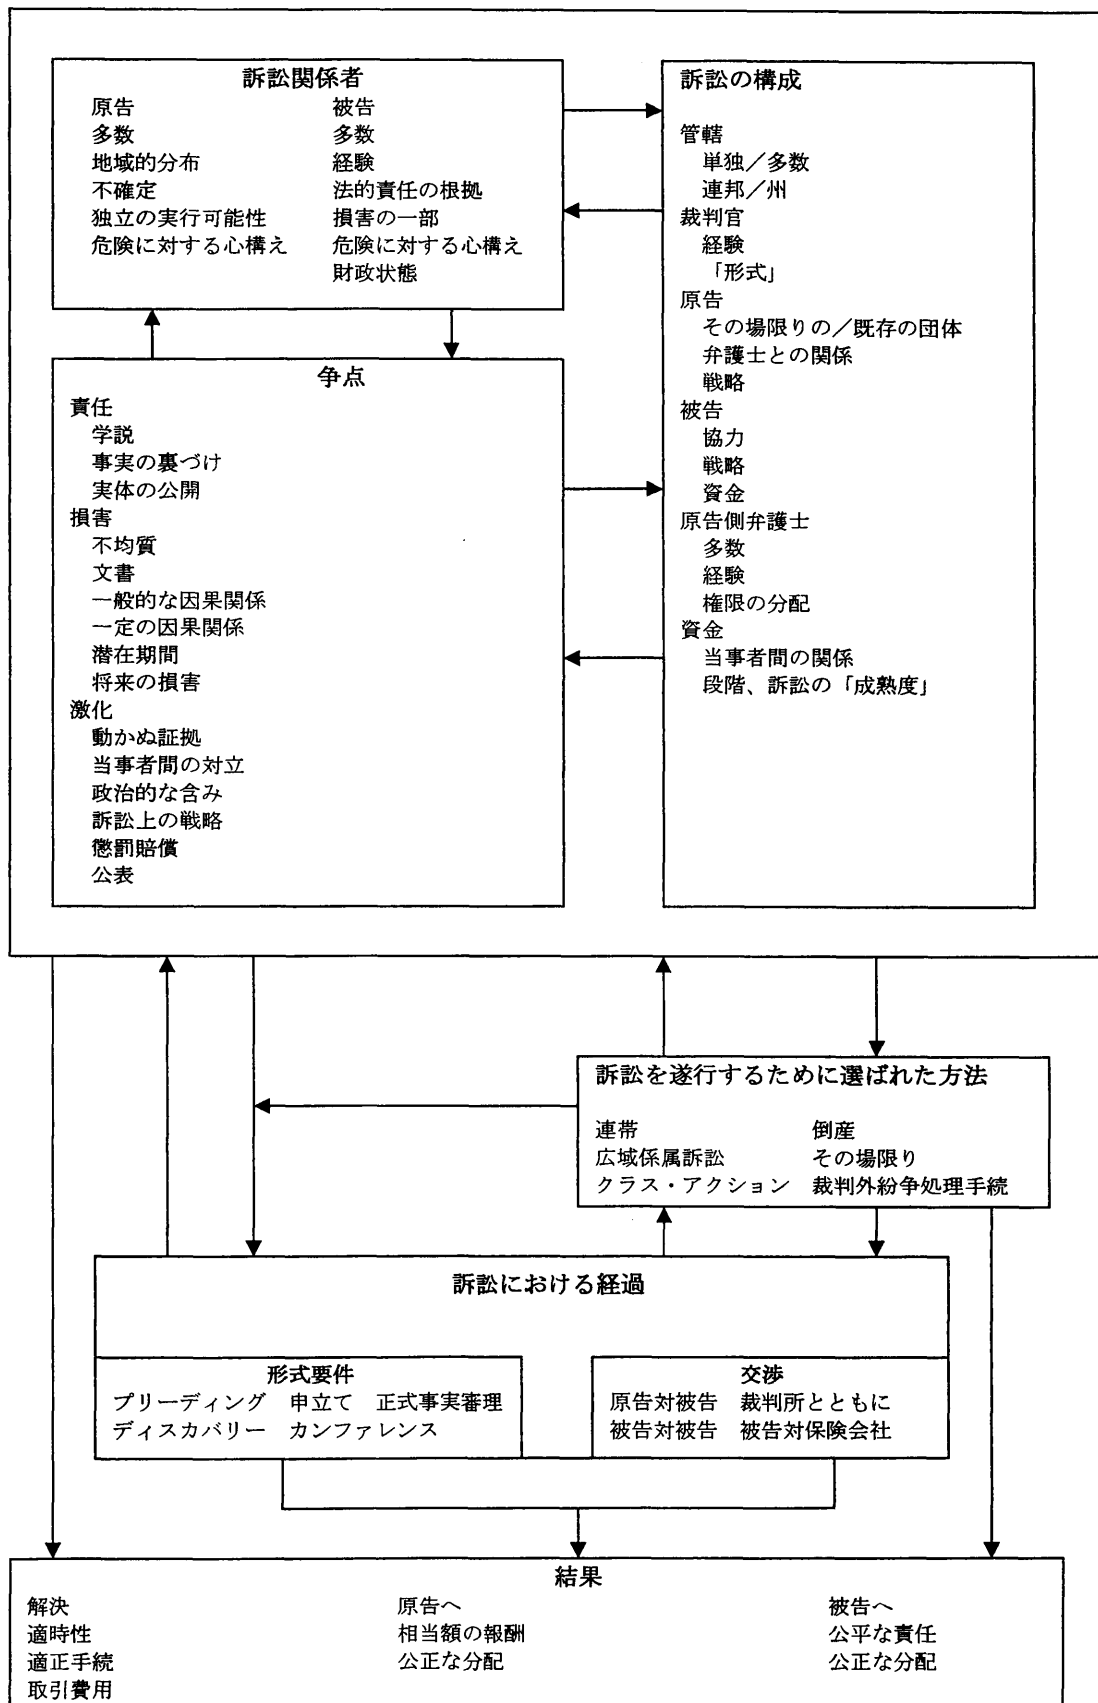 訴訟関係者
原告
多数
地域的分布
不確定
独立の実行可能性
危険に対する心構え
被告
多数
経験
法的責任の根拠
損害の一部
危険に対する心構え
財政状態
訴訟の構成
管轄
単独／多数
連邦／州
裁判官
経験
「形式」
原告
その場限りの／既存の団体
弁護士との関係
戦略
被告
協力
戦略
資金
原告側弁護士
多数
経験
権限の分配
資金
当事者間の関係
段階、訴訟の「成熟度」
争点
責任
学説
事実の裏づけ
実体の公開
損害
不均質
文書
一般的な因果関係
一定の因果関係
潜在期間
将来の損害
激化
動かぬ証拠
当事者間の対立
政治的な含み
訴訟上の戦略
懲罰賠償
公表
訴訟を遂行するために選ばれた方法
連帯 倒産
広域係属訴訟 その場限り
クラス・アクション 裁判外紛争処理手続
訴訟における経過
形式要件
プリーディング 申立て 正式事実審理
ディスカバリー カンファレンス
交渉
原告対被告 裁判所とともに
被告対被告 被告対保険会社
結果
解決
適時性
適正手続
取引費用
原告へ
相当額の報酬
公正な分配
被告へ
公平な責任
公正な分配